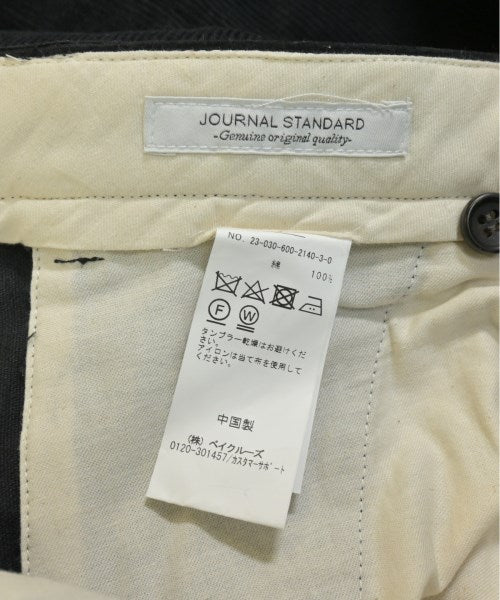 JOURNAL STANDARD
-Genuine original quality-
NO. 23-030-600-2140-3-0
綿
100%
F W
タンブラー乾燥はお避けくだ
さい。
アイロンは当て布を使用して
ください。
中国製
(株) ベイクルーズ
0120-301457/カスタマーサポート